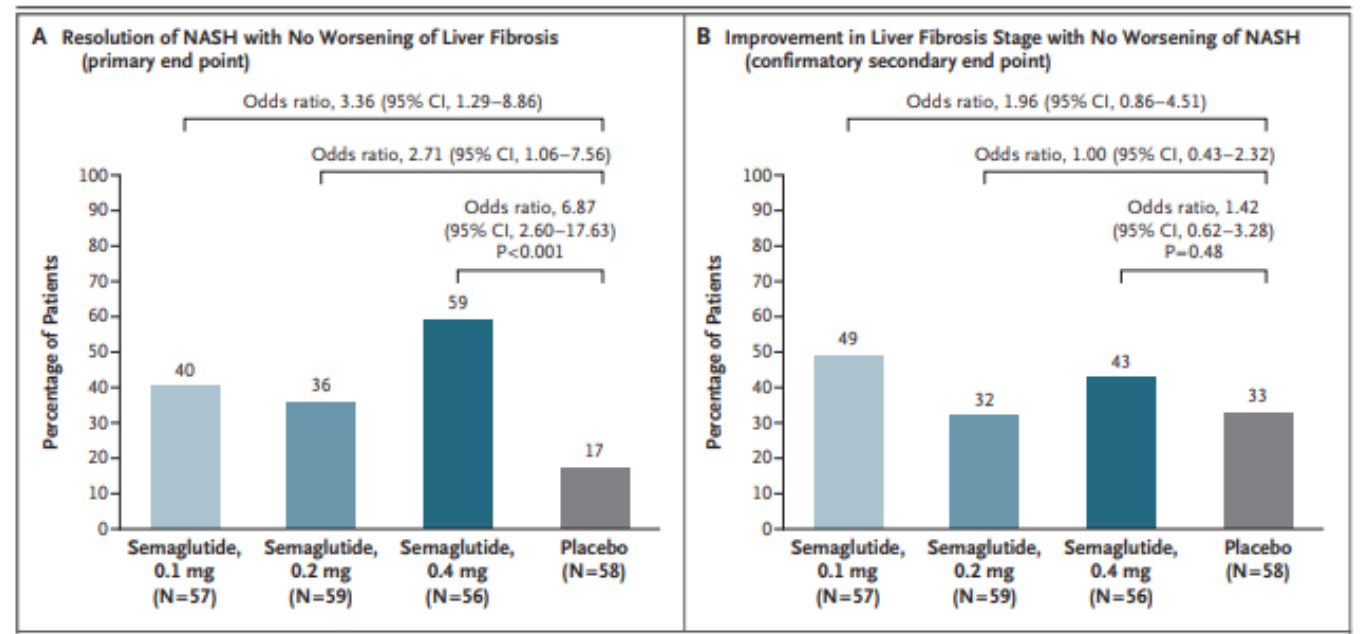 A Resolution of NASH with No Worsening of Liver Fibrosis
(primary end point)
Odds ratio, 3.36 (95% CI, 1.29–8.86)
Odds ratio, 2.71 (95% CI, 1.06–7.56)
Odds ratio, 6.87
(95% CI, 2.60–17.63)
P<0.001
Percentage of Patients
100
90
80
70
60
50
40
30
20
10
0
40
36
59
17
Semaglutide, 0.1 mg (N=57)
Semaglutide, 0.2 mg (N=59)
Semaglutide, 0.4 mg (N=56)
Placebo (N=58)
B Improvement in Liver Fibrosis Stage with No Worsening of NASH
(confirmatory secondary end point)
Odds ratio, 1.96 (95% CI, 0.86–4.51)
Odds ratio, 1.00 (95% CI, 0.43–2.32)
Odds ratio, 1.42
(95% CI, 0.62–3.28)
P=0.48
Percentage of Patients
100
90
80
70
60
50
40
30
20
10
0
49
32
43
33
Semaglutide, 0.1 mg (N=57)
Semaglutide, 0.2 mg (N=59)
Semaglutide, 0.4 mg (N=56)
Placebo (N=58)